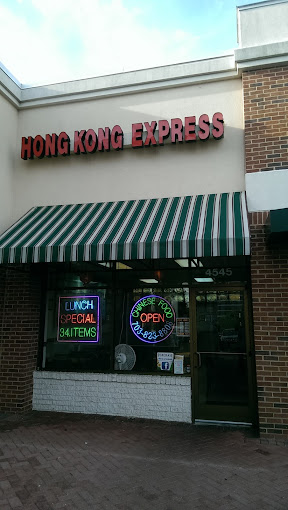 HONG KONG EXPRESS
4545
LUNCH
SPECIAL
34 ITEMS
CHINESE FOOD
OPEN